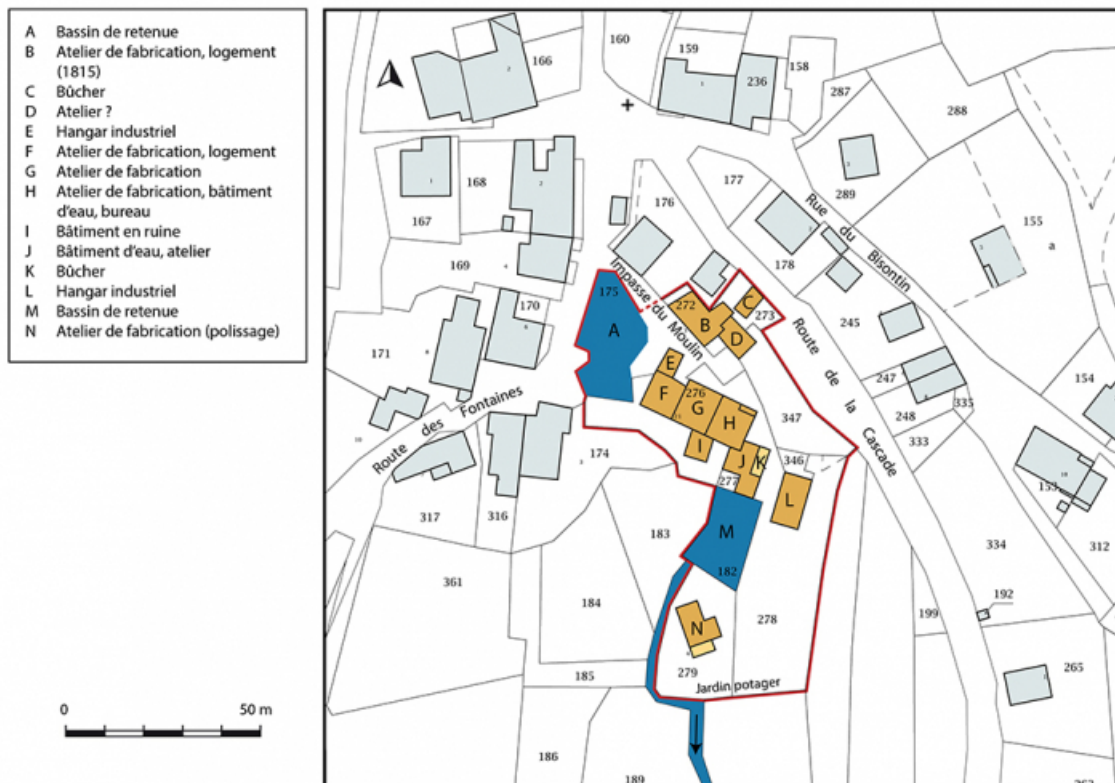 A Bassin de retenue
B Atelier de fabrication, logement
(1815)
C Bûcher
D Atelier ?
E Hangar industriel
F Atelier de fabrication, logement
G Atelier de fabrication
H Atelier de fabrication, bâtiment
d'eau, bureau
I Bâtiment en ruine
J Bâtiment d'eau, atelier
K Bûcher
L Hangar industriel
M Bassin de retenue
N Atelier de fabrication (polissage)
0 50 m
160
159
166
158
236
287
288
168
167
176
177
289
155
a
Rue du Bisontin
169
178
175
Impasse du Moulin
272
C
273
170
A
B
D
Route de la Cascade
245
171
E
247
154
F
276
G
H
347
248
335
333
Route des Fontaines
I
J
K
346
174
277
L
153
317
316
183
M
312
182
334
361
184
192
199
N
278
265
185
279
Jardin potager
186
189